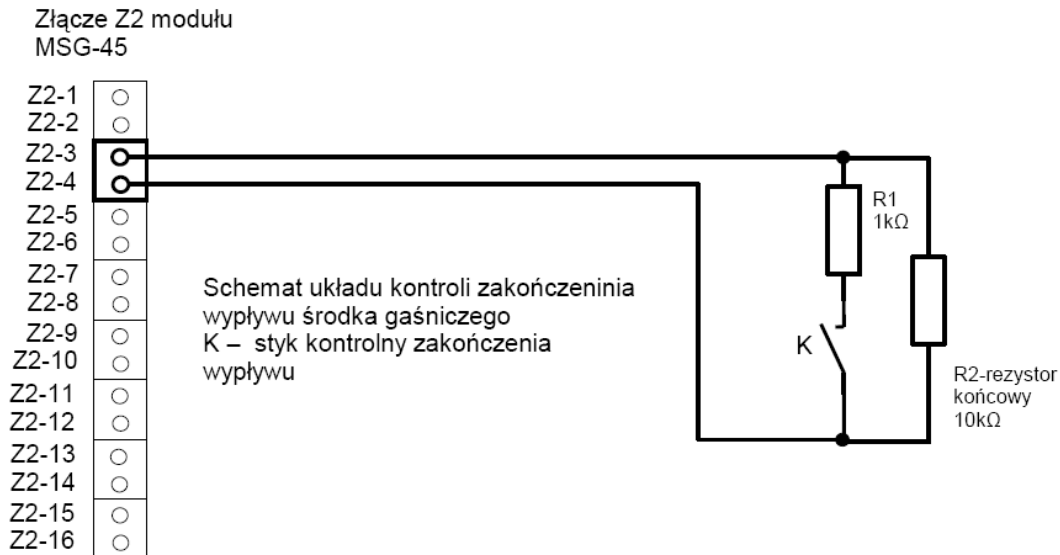 Złącze Z2 modułu
MSG-45
Z2-1
Z2-2
Z2-3
Z2-4
Z2-5
Z2-6
Z2-7
Z2-8
Z2-9
Z2-10
Z2-11
Z2-12
Z2-13
Z2-14
Z2-15
Z2-16
Schemat układu kontroli zakończeninia
wypływu środka gaśniczego
K – styk kontrolny zakończenia
wypływu
R1
1kΩ
K
R2-rezystor
końcowy
10kΩ